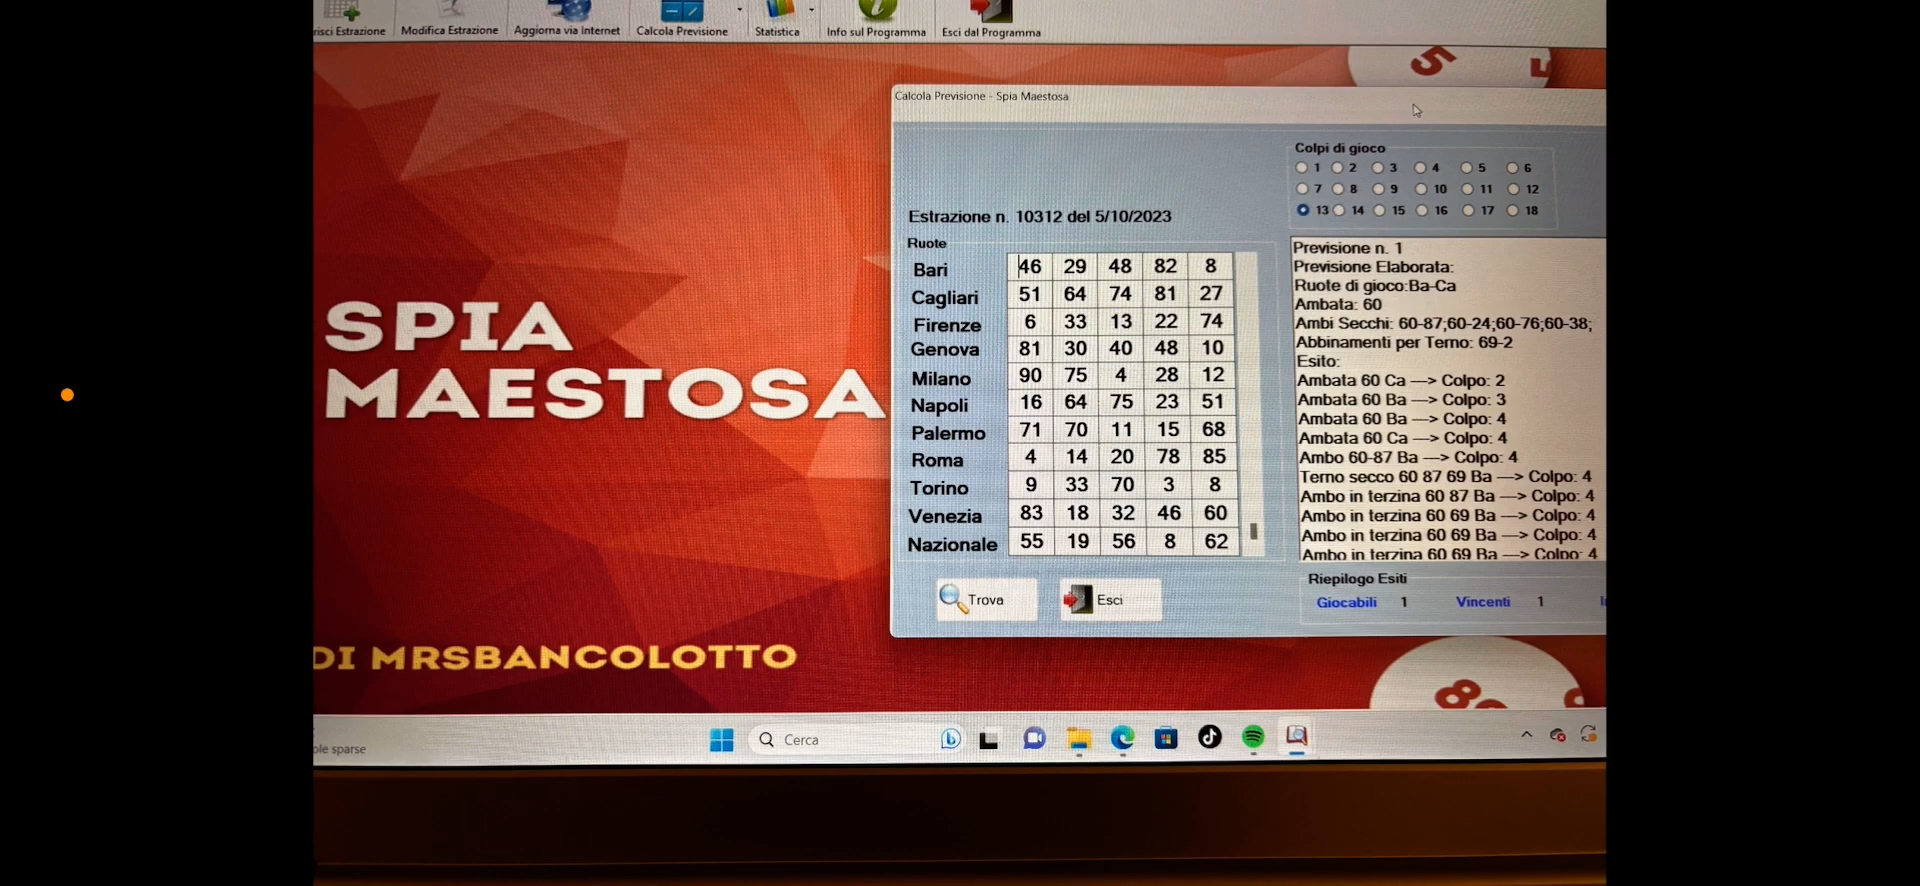 risci Estrazione Modifica Estrazione Aggiorna via Internet Calcola Previsione Statistica Info sul Programma Esci dal Programma
5
Calcola Previsione - Spia Maestosa
Colpi di gioco
1 2 3 4 5 6
7 8 9 10 11 12
13 14 15 16 17 18
Estrazione n. 10312 del 5/10/2023
Ruote
Bari 46 29 48 82 8
Cagliari 51 64 74 81 27
Firenze 6 33 13 22 74
Genova 81 30 40 48 10
Milano 90 75 4 28 12
Napoli 16 64 75 23 51
Palermo 71 70 11 15 68
Roma 4 14 20 78 85
Torino 9 33 70 3 8
Venezia 83 18 32 46 60
Nazionale 55 19 56 8 62
Trova Esci
Previsione n. 1
Previsione Elaborata:
Ruote di gioco:Ba-Ca
Ambata: 60
Ambi Secchi: 60-87;60-24;60-76;60-38;
Abbinamenti per Terno: 69-2
Esito:
Ambata 60 Ca ---> Colpo: 2
Ambata 60 Ba ---> Colpo: 3
Ambata 60 Ba ---> Colpo: 4
Ambata 60 Ca ---> Colpo: 4
Ambo 60-87 Ba ---> Colpo: 4
Terno secco 60 87 69 Ba ---> Colpo: 4
Ambo in terzina 60 87 Ba ---> Colpo: 4
Ambo in terzina 60 69 Ba ---> Colpo: 4
Ambo in terzina 60 69 Ba ---> Colpo: 4
Ambo in terzina 60 69 Ba ---> Colpo: 4
Riepilogo Esiti
Giocabili 1 Vincenti 1
SPIA
MAESTOSA
DI MRSBANCOLOTTO
ole sparse
Cerca